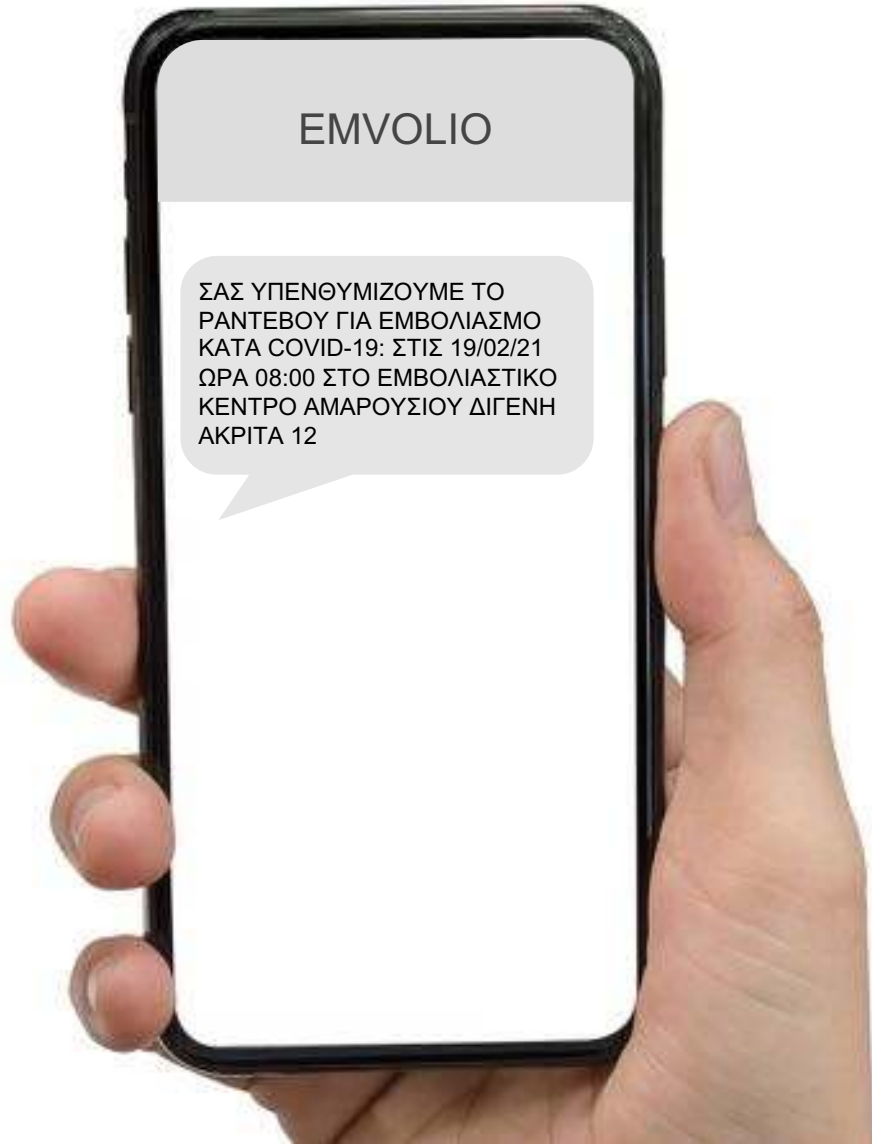 EMVOLIO
ΣΑΣ ΥΠΕΝΘΥΜΙΖΟΥΜΕ ΤΟ
ΡΑΝΤΕΒΟΥ ΓΙΑ ΕΜΒΟΛΙΑΣΜΟ
ΚΑΤΑ COVID-19: ΣΤΙΣ 19/02/21
ΩΡΑ 08:00 ΣΤΟ ΕΜΒΟΛΙΑΣΤΙΚΟ
ΚΕΝΤΡΟ ΑΜΑΡΟΥΣΙΟΥ ΔΙΓΕΝΗ
ΑΚΡΙΤΑ 12